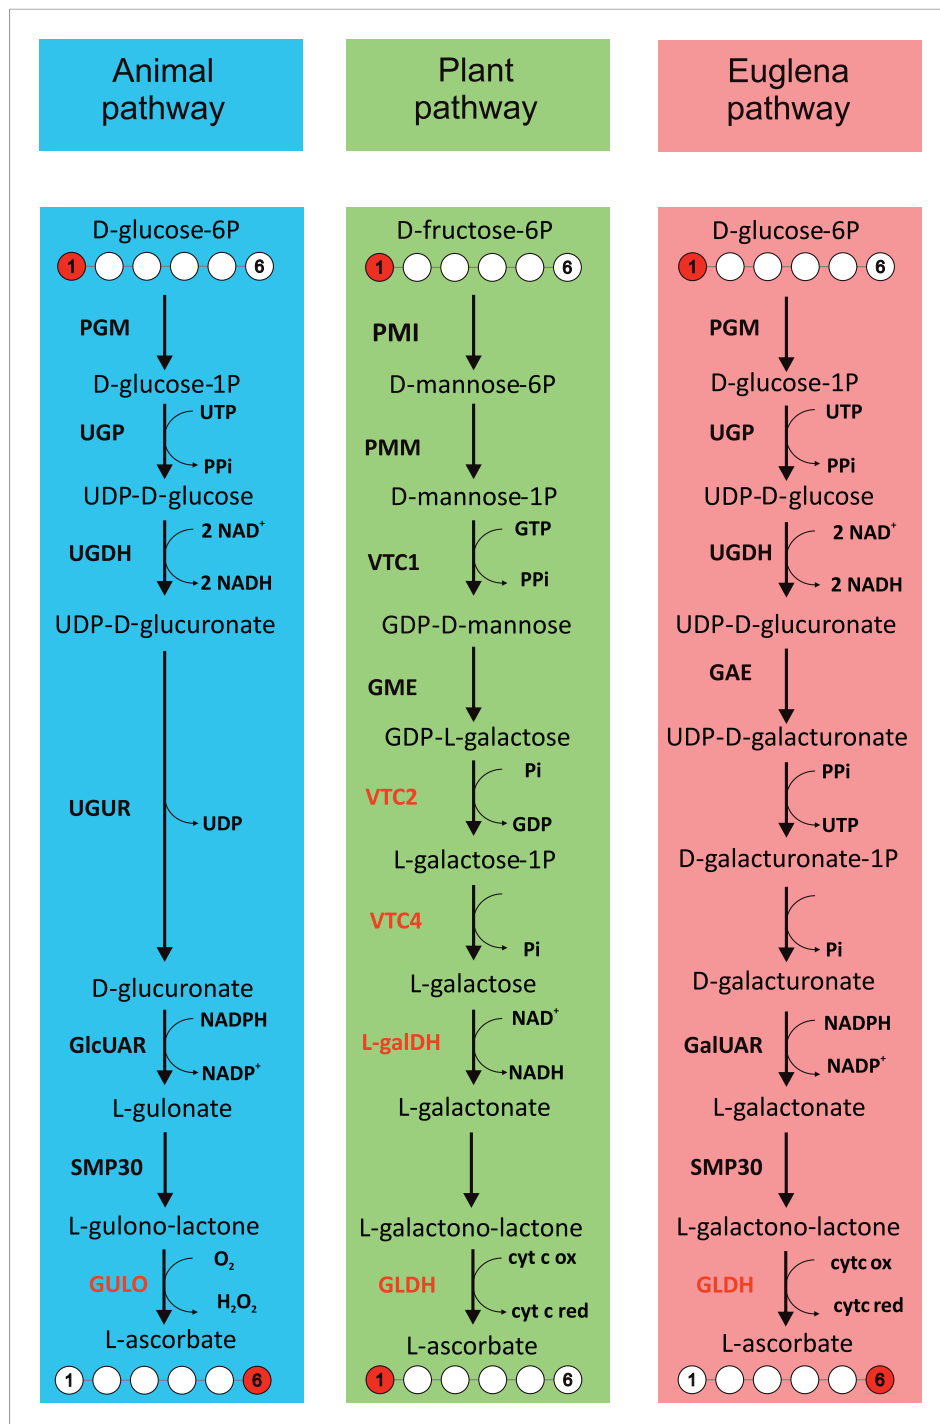 Animal
pathway
D-glucose-6P
1 6
PGM
D-glucose-1P
UTP
UGP
PPi
UDP-D-glucose
2 NAD⁺
UGDH
2 NADH
UDP-D-glucuronate
UGUR
UDP
D-glucuronate
NADPH
GlcUAR
NADP⁺
L-gulonate
SMP30
L-gulono-lactone
O₂
GULO
H₂O₂
L-ascorbate
1 6
Plant
pathway
D-fructose-6P
1 6
PMI
D-mannose-6P
PMM
D-mannose-1P
GTP
VTC1
PPi
GDP-D-mannose
GME
GDP-L-galactose
Pi
VTC2
GDP
L-galactose-1P
VTC4
Pi
L-galactose
NAD⁺
L-galDH
NADH
L-galactonate
L-galactono-lactone
cyt c ox
GLDH
cyt c red
L-ascorbate
1 6
Euglena
pathway
D-glucose-6P
1 6
PGM
D-glucose-1P
UTP
UGP
PPi
UDP-D-glucose
2 NAD⁺
UGDH
2 NADH
UDP-D-glucuronate
GAE
UDP-D-galacturonate
PPi
UTP
D-galacturonate-1P
Pi
D-galacturonate
NADPH
GalUAR
NADP⁺
L-galactonate
SMP30
L-galactono-lactone
cytc ox
GLDH
cytc red
L-ascorbate
1 6